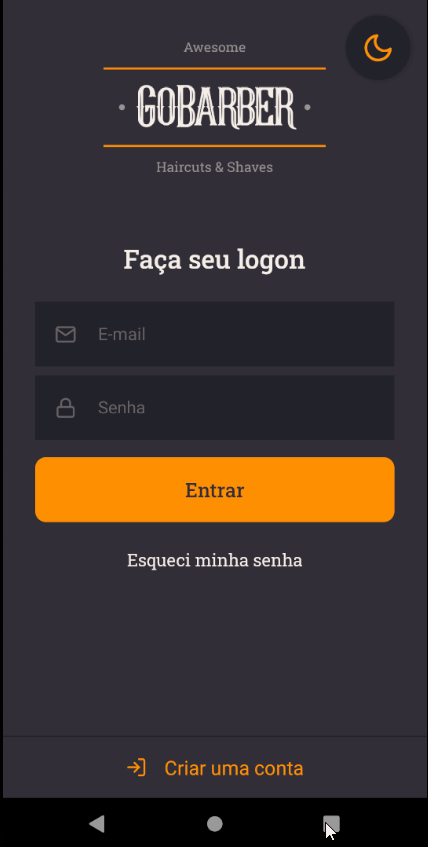 Awesome
• GoBARBER •
Haircuts & Shaves
Faça seu logon
E-mail
Senha
Entrar
Esqueci minha senha
Criar uma conta